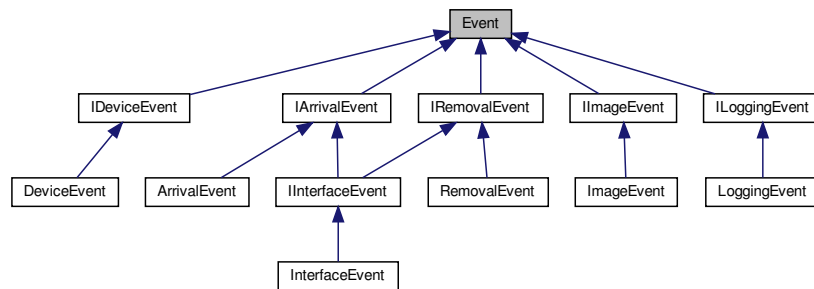 Event
IDeviceEvent
IArrivalEvent
IRemovalEvent
IImageEvent
ILoggingEvent
DeviceEvent
ArrivalEvent
IInterfaceEvent
RemovalEvent
ImageEvent
LoggingEvent
InterfaceEvent